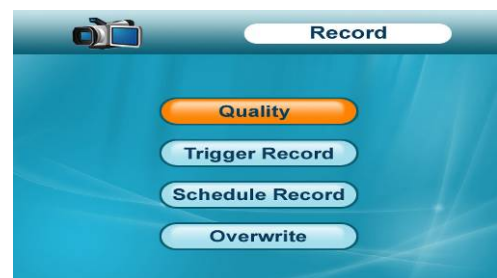 Record
Quality
Trigger Record
Schedule Record
Overwrite